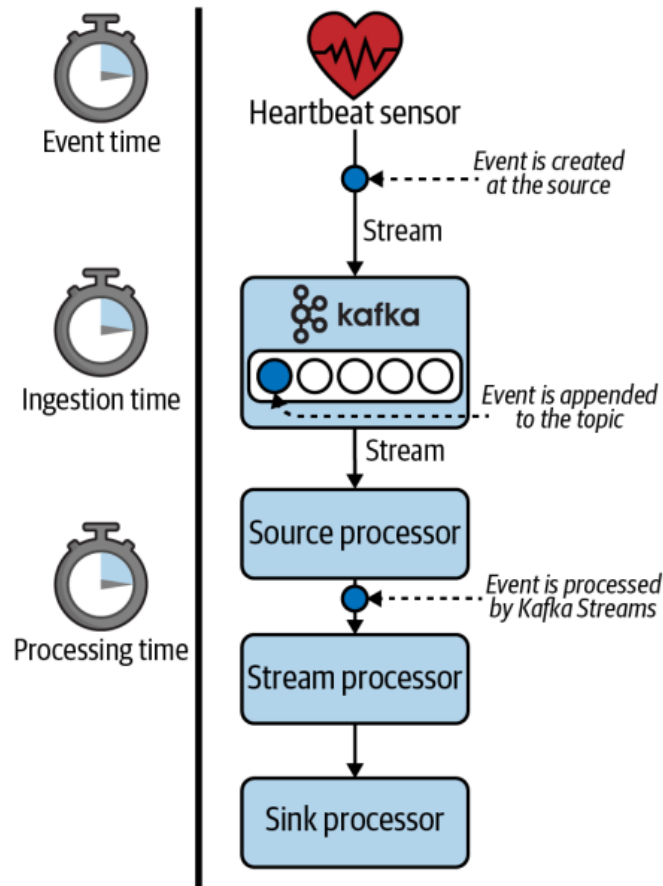 Event time
Heartbeat sensor
Event is created
at the source
Stream
kafka
Ingestion time
Event is appended
to the topic
Stream
Source processor
Event is processed
by Kafka Streams
Processing time
Stream processor
Sink processor